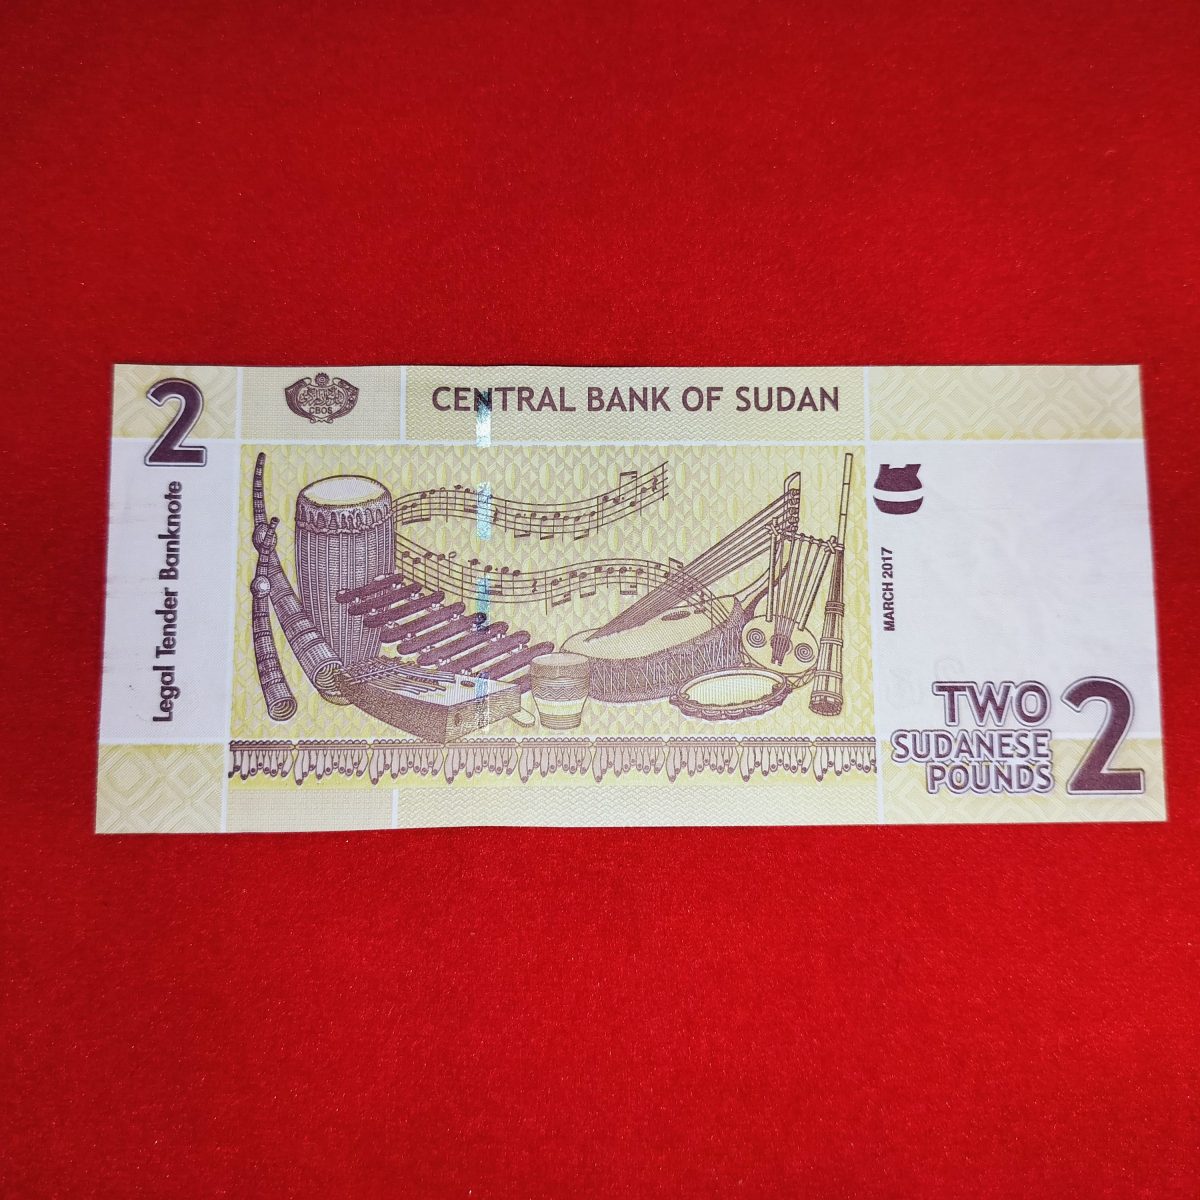 2
CBOS
CENTRAL BANK OF SUDAN
Legal Tender Banknote
MARCH 2017
TWO
SUDANESE
POUNDS
2